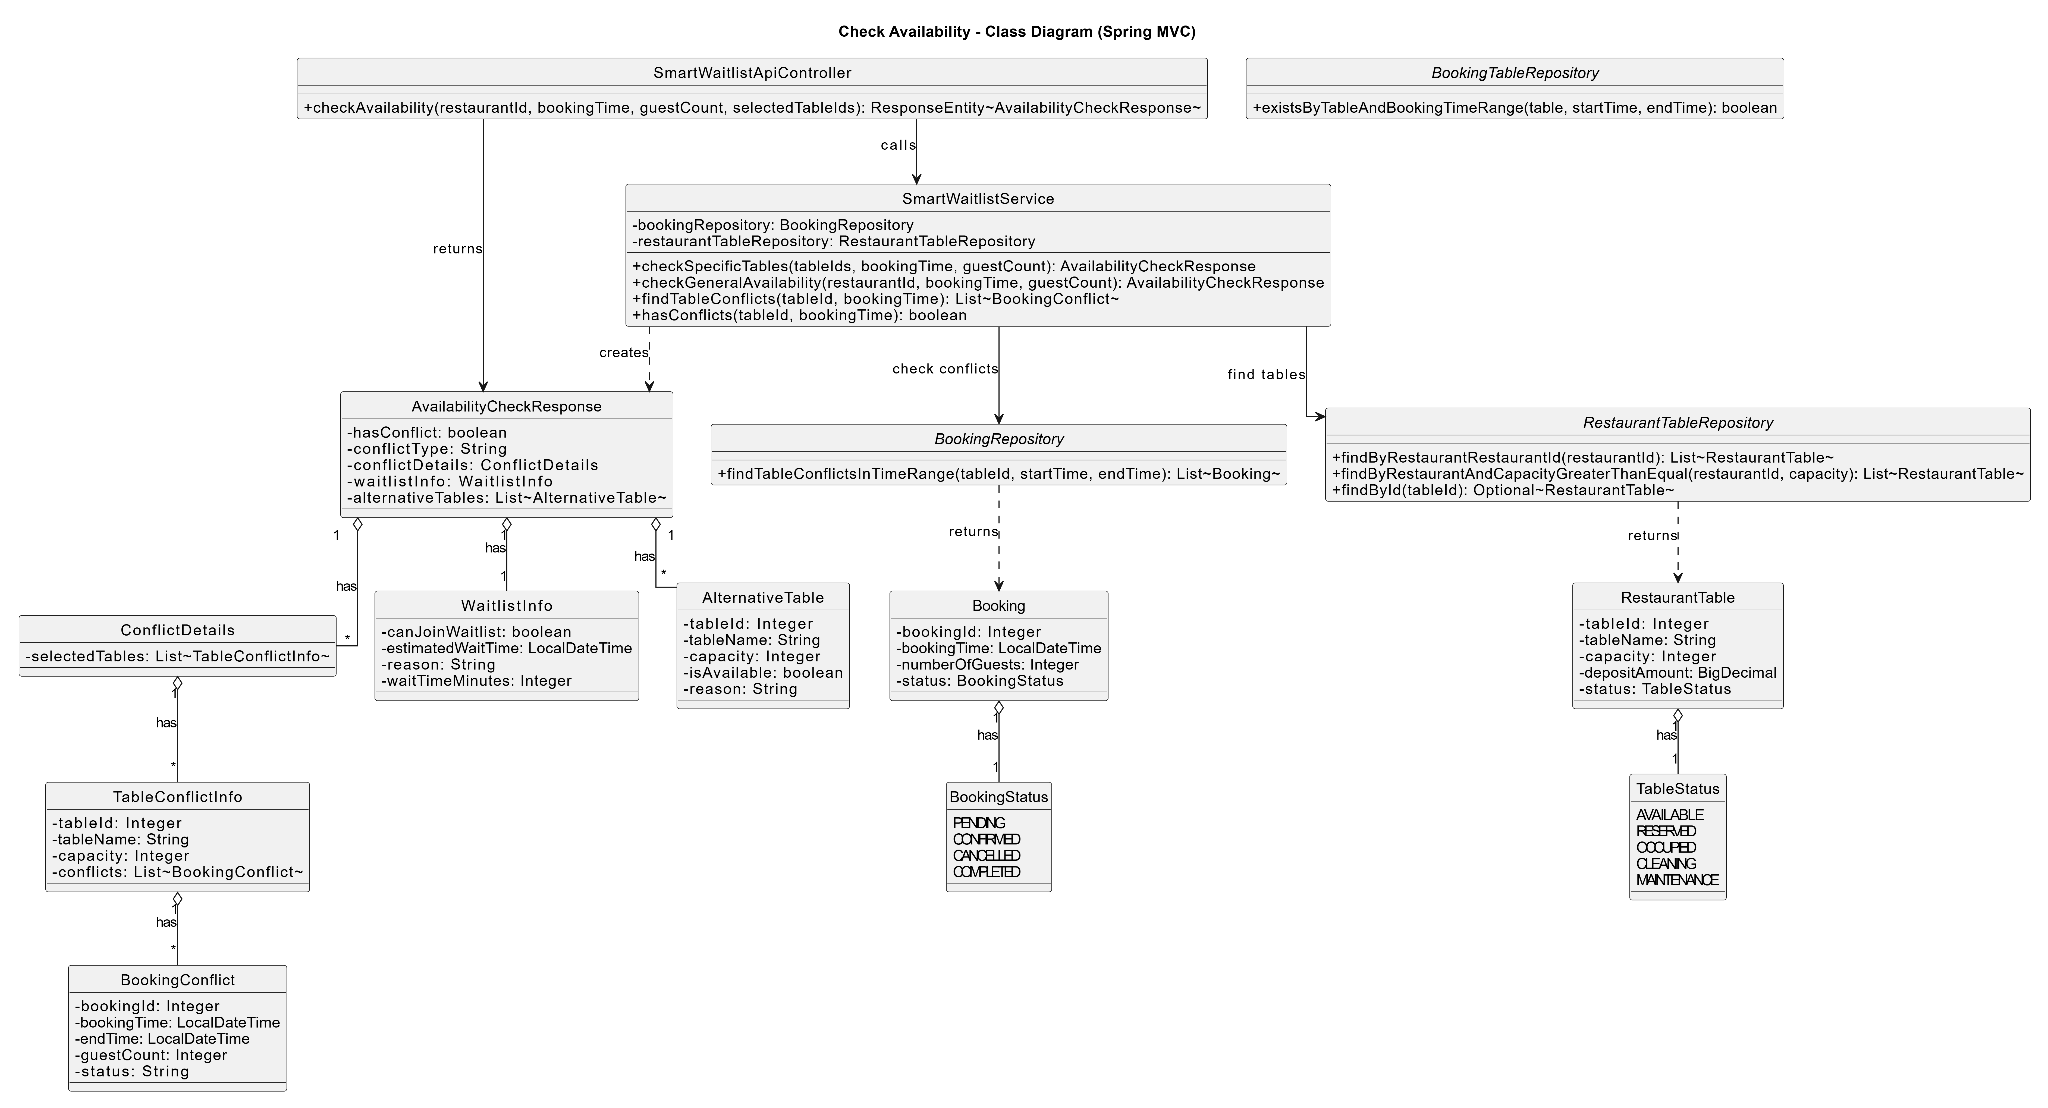 Check Availability - Class Diagram (Spring MVC)
SmartWaitlistApiController
+checkAvailability(restaurantId, bookingTime, guestCount, selectedTableIds): ResponseEntity~AvailabilityCheckResponse~
BookingTableRepository
+existsByTableAndBookingTimeRange(table, startTime, endTime): boolean
calls
returns
SmartWaitlistService
-bookingRepository: BookingRepository
-restaurantTableRepository: RestaurantTableRepository
+checkSpecificTables(tableIds, bookingTime, guestCount): AvailabilityCheckResponse
+checkGeneralAvailability(restaurantId, bookingTime, guestCount): AvailabilityCheckResponse
+findTableConflicts(tableId, bookingTime): List~BookingConflict~
+hasConflicts(tableId, bookingTime): boolean
creates
check conflicts
find tables
AvailabilityCheckResponse
-hasConflict: boolean
-conflictType: String
-conflictDetails: ConflictDetails
-waitlistInfo: WaitlistInfo
-alternativeTables: List~AlternativeTable~
BookingRepository
+findTableConflictsInTimeRange(tableId, startTime, endTime): List~Booking~
RestaurantTableRepository
+findByRestaurantRestaurantId(restaurantId): List~RestaurantTable~
+findByRestaurantAndCapacityGreaterThanEqual(restaurantId, capacity): List~RestaurantTable~
+findById(tableId): Optional~RestaurantTable~
1
has
*
1
has
1
1
has
*
returns
returns
ConflictDetails
-selectedTables: List~TableConflictInfo~
WaitlistInfo
-canJoinWaitlist: boolean
-estimatedWaitTime: LocalDateTime
-reason: String
-waitTimeMinutes: Integer
AlternativeTable
-tableId: Integer
-tableName: String
-capacity: Integer
-isAvailable: boolean
-reason: String
Booking
-bookingId: Integer
-bookingTime: LocalDateTime
-numberOfGuests: Integer
-status: BookingStatus
RestaurantTable
-tableId: Integer
-tableName: String
-capacity: Integer
-depositAmount: BigDecimal
-status: TableStatus
1
has
*
1
has
1
1
has
1
TableConflictInfo
-tableId: Integer
-tableName: String
-capacity: Integer
-conflicts: List~BookingConflict~
BookingStatus
PENDING
CONFIRMED
CANCELLED
COMPLETED
TableStatus
AVAILABLE
RESERVED
OCCUPIED
CLEANING
MAINTENANCE
1
has
*
BookingConflict
-bookingId: Integer
-bookingTime: LocalDateTime
-endTime: LocalDateTime
-guestCount: Integer
-status: String